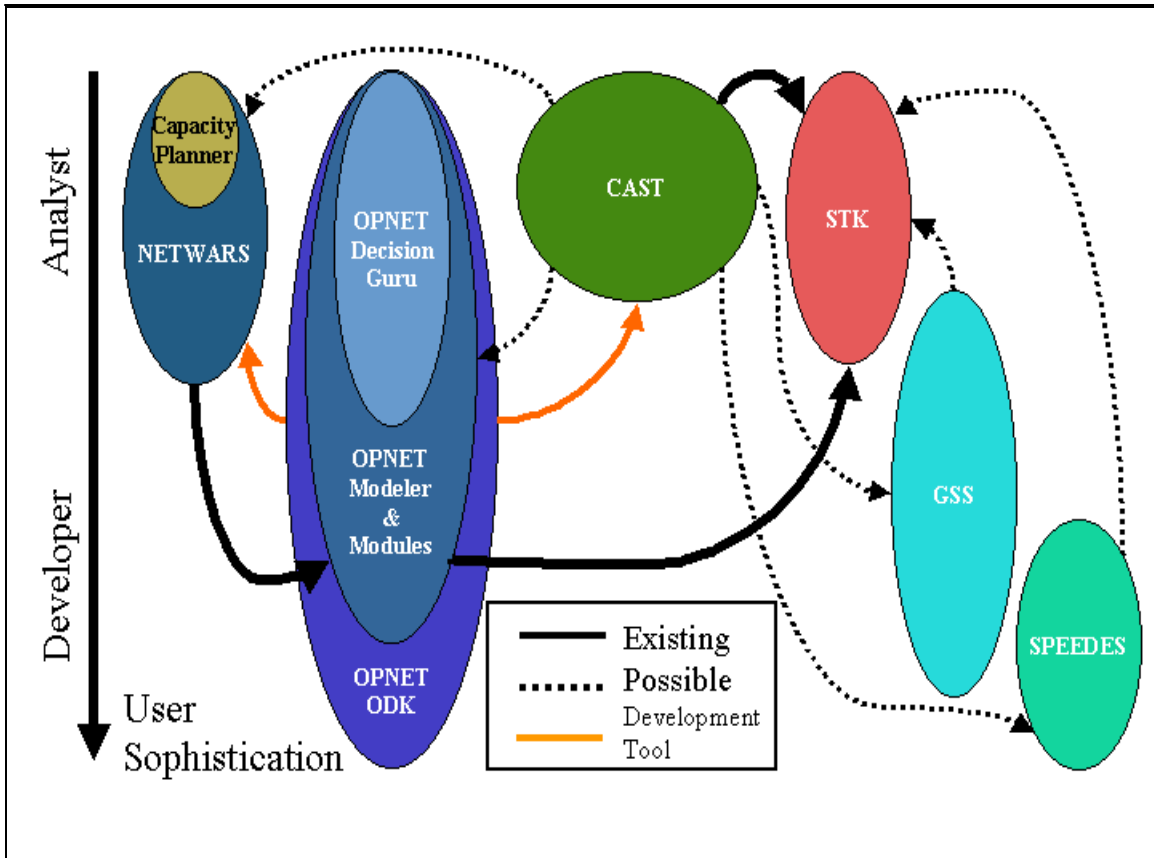 Analyst
Developer
User
Sophistication
Capacity
Planner
NETWARS
OPNET
Decision
Guru
OPNET
Modeler
&
Modules
OPNET
ODK
CAST
STK
GSS
SPEEDES
Existing
Possible
Development
Tool